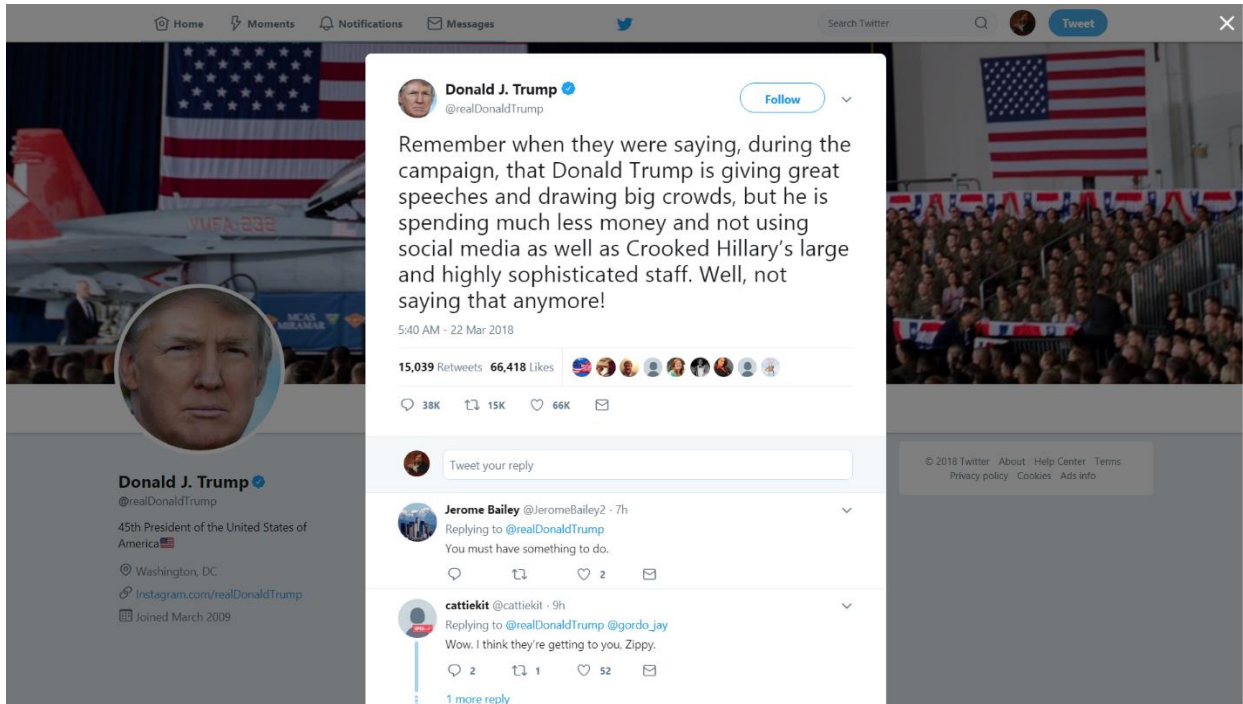 Home Moments Notifications Messages Search Twitter Tweet
Donald J. Trump
@realDonaldTrump
Follow
Remember when they were saying, during the
campaign, that Donald Trump is giving great
speeches and drawing big crowds, but he is
spending much less money and not using
social media as well as Crooked Hillary's large
and highly sophisticated staff. Well, not
saying that anymore!
5:40 AM - 22 Mar 2018
15,039 Retweets 66,418 Likes
38K 15K 66K
Tweet your reply
Jerome Bailey @JeromeBailey2 · 7h
Replying to @realDonaldTrump
You must have something to do.
2
cattiekit @cattiekit · 9h
Replying to @realDonaldTrump @gordo_jay
Wow. I think they're getting to you, Zippy.
2 1 52
1 more reply
VMFA-232
MCAS
MIRAMAR
Donald J. Trump
@realDonaldTrump
45th President of the United States of
America
Washington, DC
Instagram.com/realDonaldTrump
Joined March 2009
© 2018 Twitter About Help Center Terms
Privacy policy Cookies Ads info